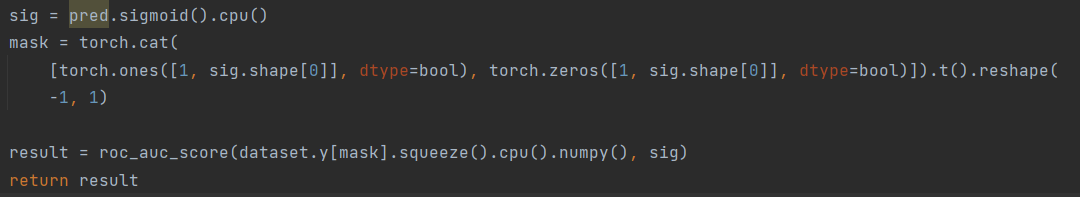 sig = pred.sigmoid().cpu()
mask = torch.cat(
    [torch.ones([1, sig.shape[0]], dtype=bool), torch.zeros([1, sig.shape[0]], dtype=bool)]).t().reshape(
    -1, 1)
result = roc_auc_score(dataset.y[mask].squeeze().cpu().numpy(), sig)
return result